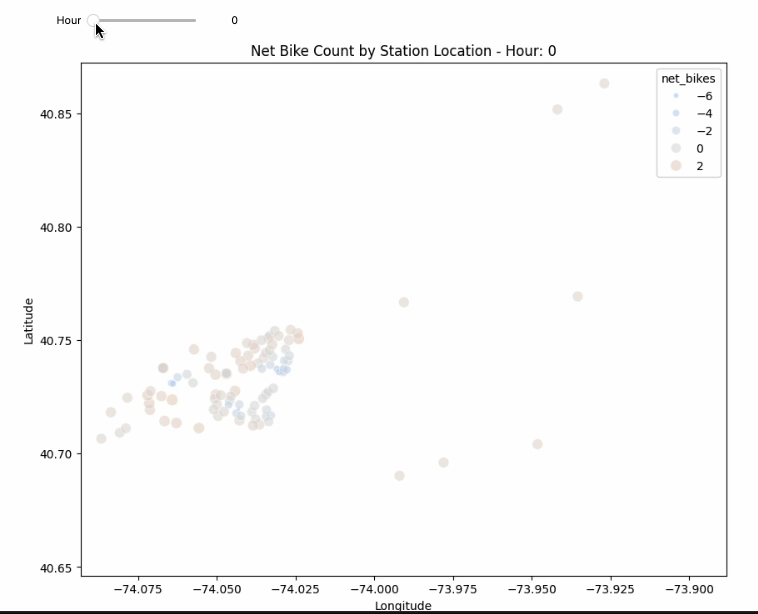 Hour 0
Net Bike Count by Station Location - Hour: 0
net_bikes
−6
−4
−2
0
2
40.85
40.80
40.75
40.70
40.65
Latitude
−74.075 −74.050 −74.025 −74.000 −73.975 −73.950 −73.925 −73.900
Longitude